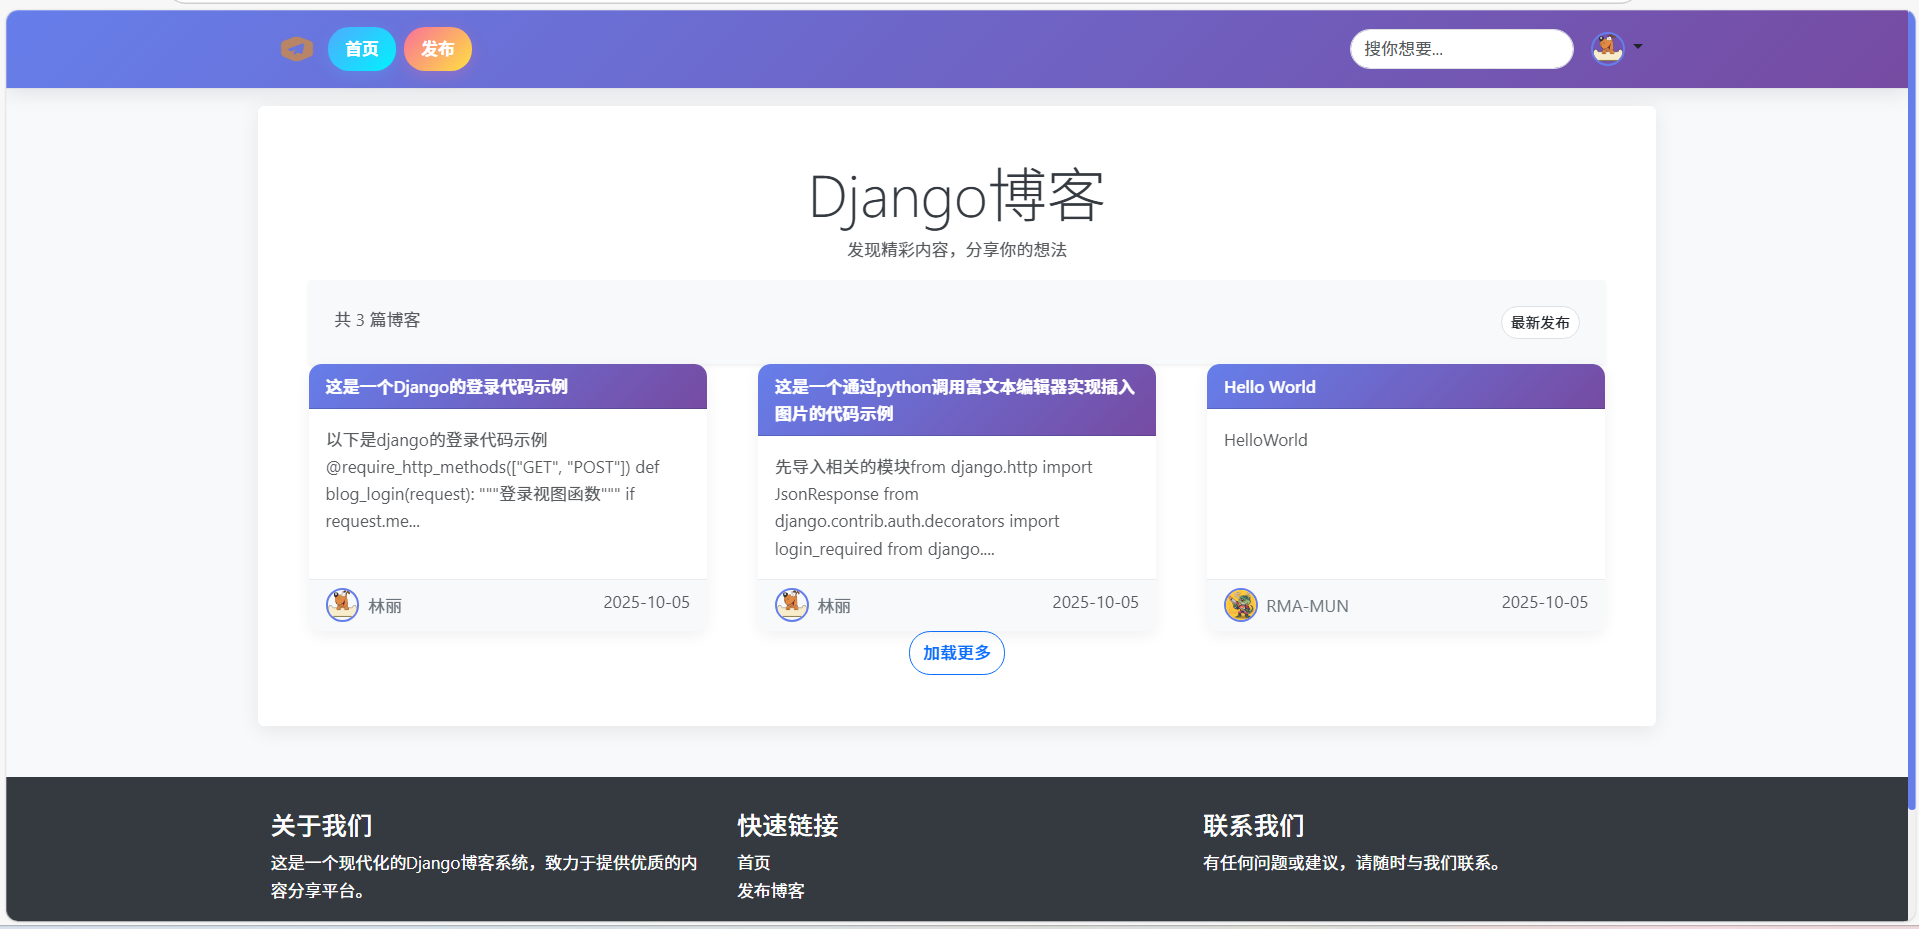 首页 发布 搜你想要...
Django博客
发现精彩内容，分享你的想法
共 3 篇博客 最新发布
这是一个Django的登录代码示例
以下是django的登录代码示例
@require_http_methods(["GET", "POST"]) def
blog_login(request): """登录视图函数""" if
request.me...
林丽 2025-10-05
这是一个通过python调用富文本编辑器实现插入
图片的代码示例
先导入相关的模块from django.http import
JsonResponse from
django.contrib.auth.decorators import
login_required from django....
林丽 2025-10-05
Hello World
HelloWorld
RMA-MUN 2025-10-05
加载更多
关于我们
这是一个现代化的Django博客系统，致力于提供优质的内
容分享平台。
快速链接
首页
发布博客
联系我们
有任何问题或建议，请随时与我们联系。